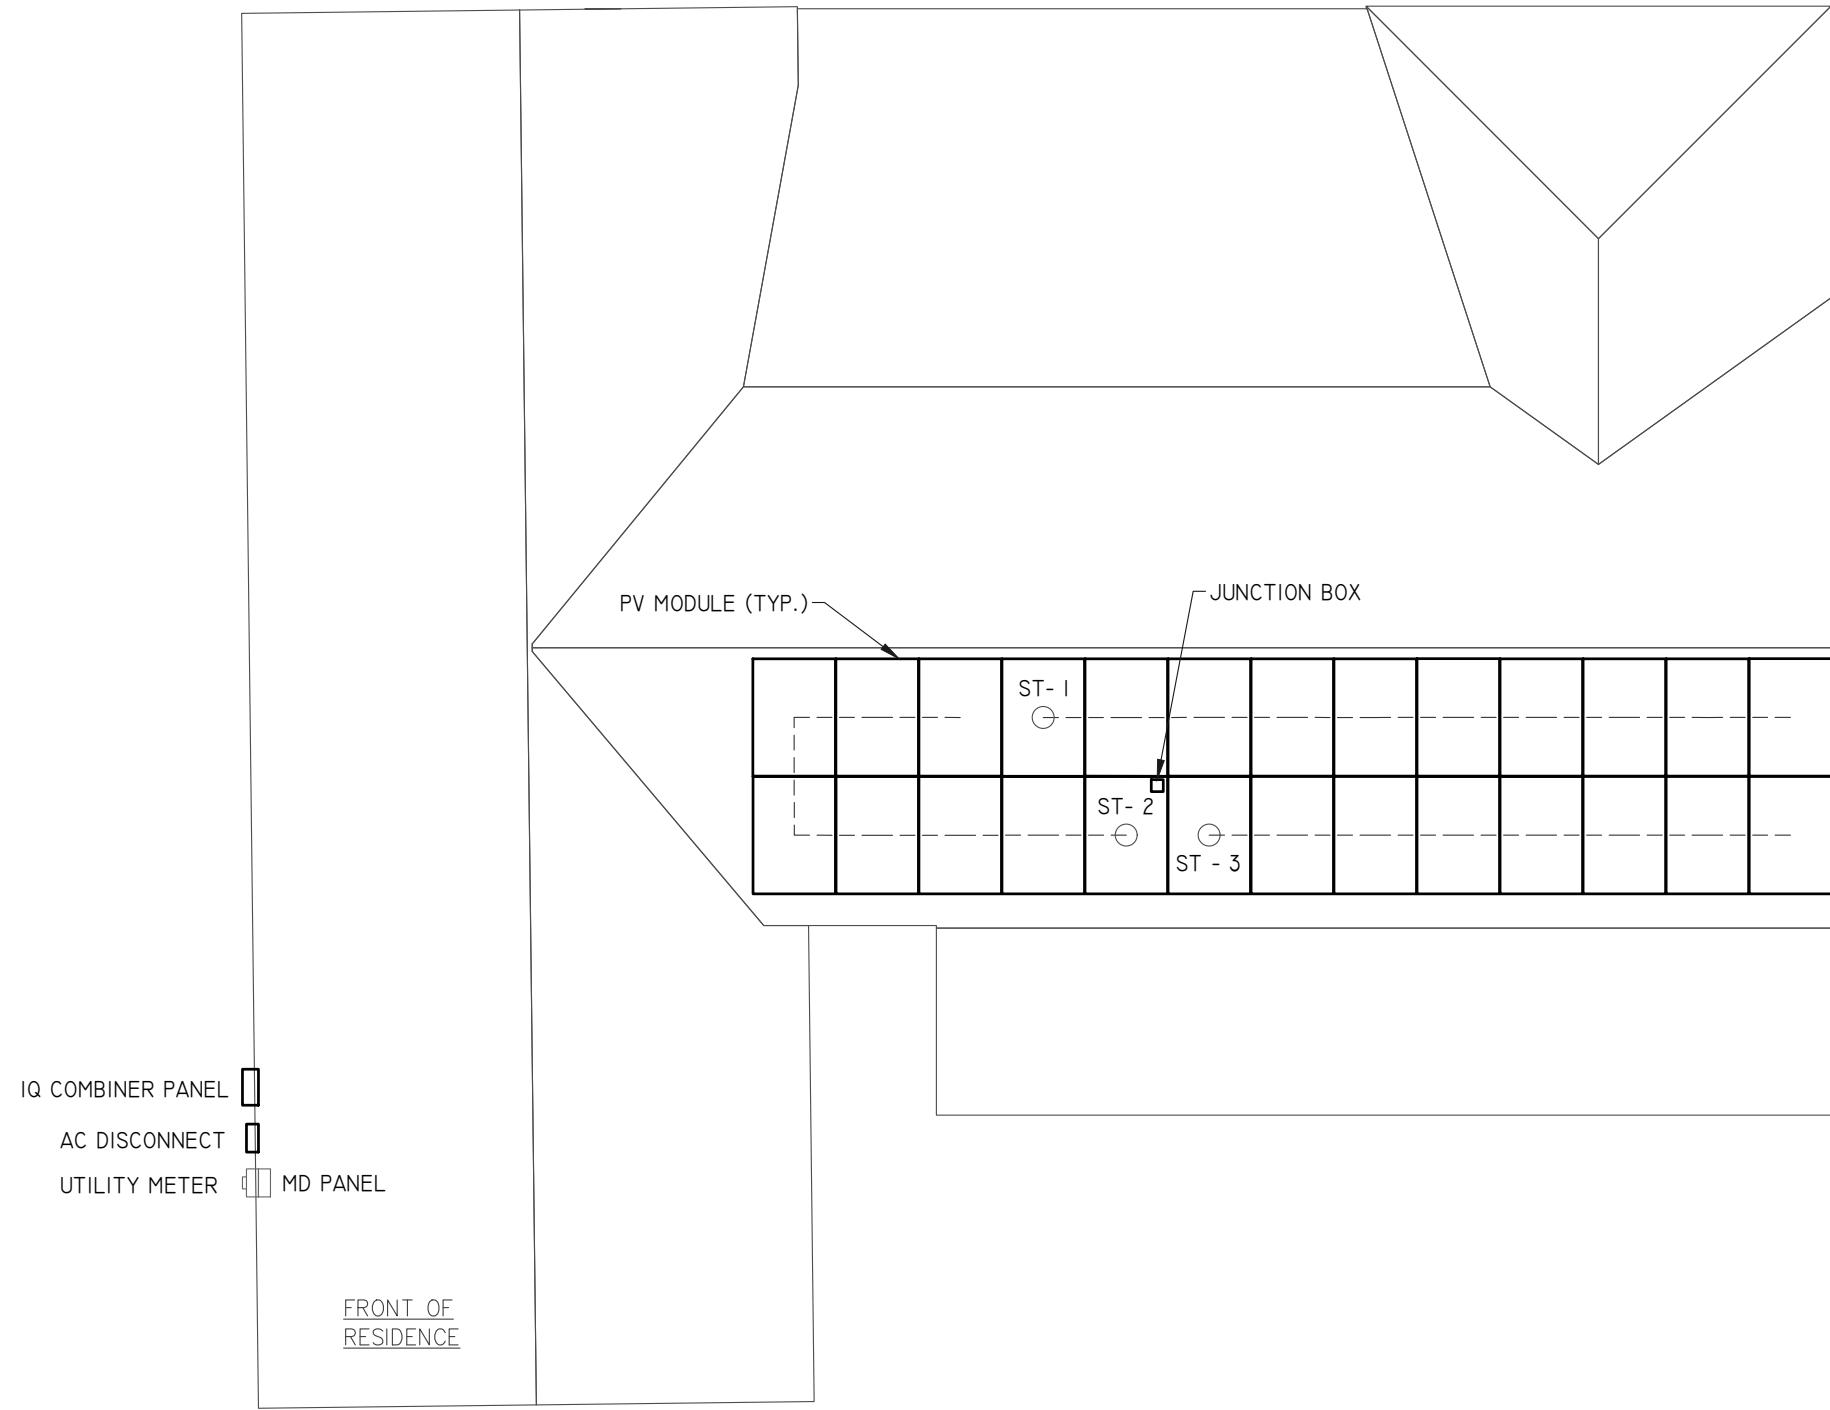 PV MODULE (TYP.)
JUNCTION BOX
ST- 1
ST- 2
ST - 3
IQ COMBINER PANEL
AC DISCONNECT
UTILITY METER
MD PANEL
FRONT OF
RESIDENCE